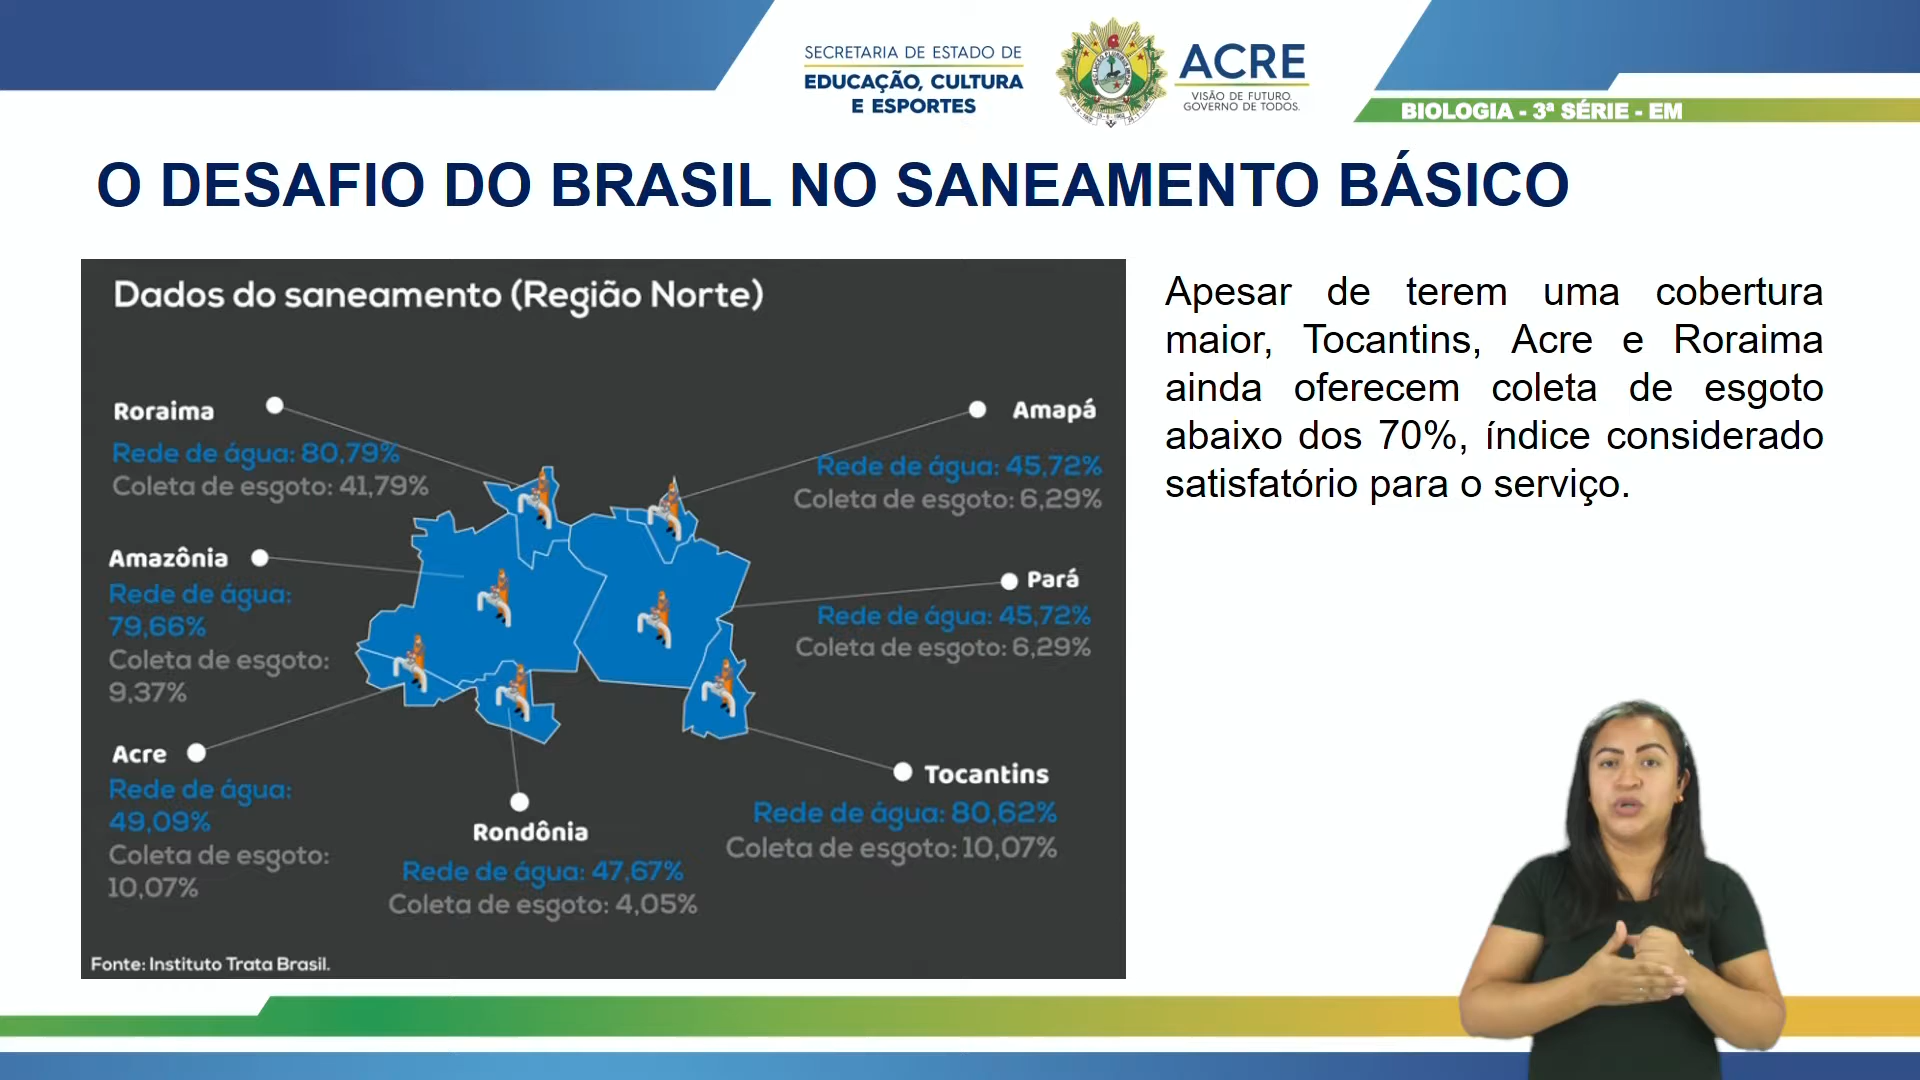 SECRETARIA DE ESTADO DE
EDUCAÇÃO, CULTURA
E ESPORTES
ACRE
VISÃO DE FUTURO.
GOVERNO DE TODOS.
BIOLOGIA - 3ª SÉRIE - EM
O DESAFIO DO BRASIL NO SANEAMENTO BÁSICO
Dados do saneamento (Região Norte)
Roraima
Rede de água: 80,79%
Coleta de esgoto: 41,79%
Amazônia
Rede de água:
79,66%
Coleta de esgoto:
9,37%
Acre
Rede de água:
49,09%
Coleta de esgoto:
10,07%
Rondônia
Rede de água: 47,67%
Coleta de esgoto: 4,05%
Amapá
Rede de água: 45,72%
Coleta de esgoto: 6,29%
Pará
Rede de água: 45,72%
Coleta de esgoto: 6,29%
Tocantins
Rede de água: 80,62%
Coleta de esgoto: 10,07%
Fonte: Instituto Trata Brasil.
Apesar de terem uma cobertura
maior, Tocantins, Acre e Roraima
ainda oferecem coleta de esgoto
abaixo dos 70%, índice considerado
satisfatório para o serviço.